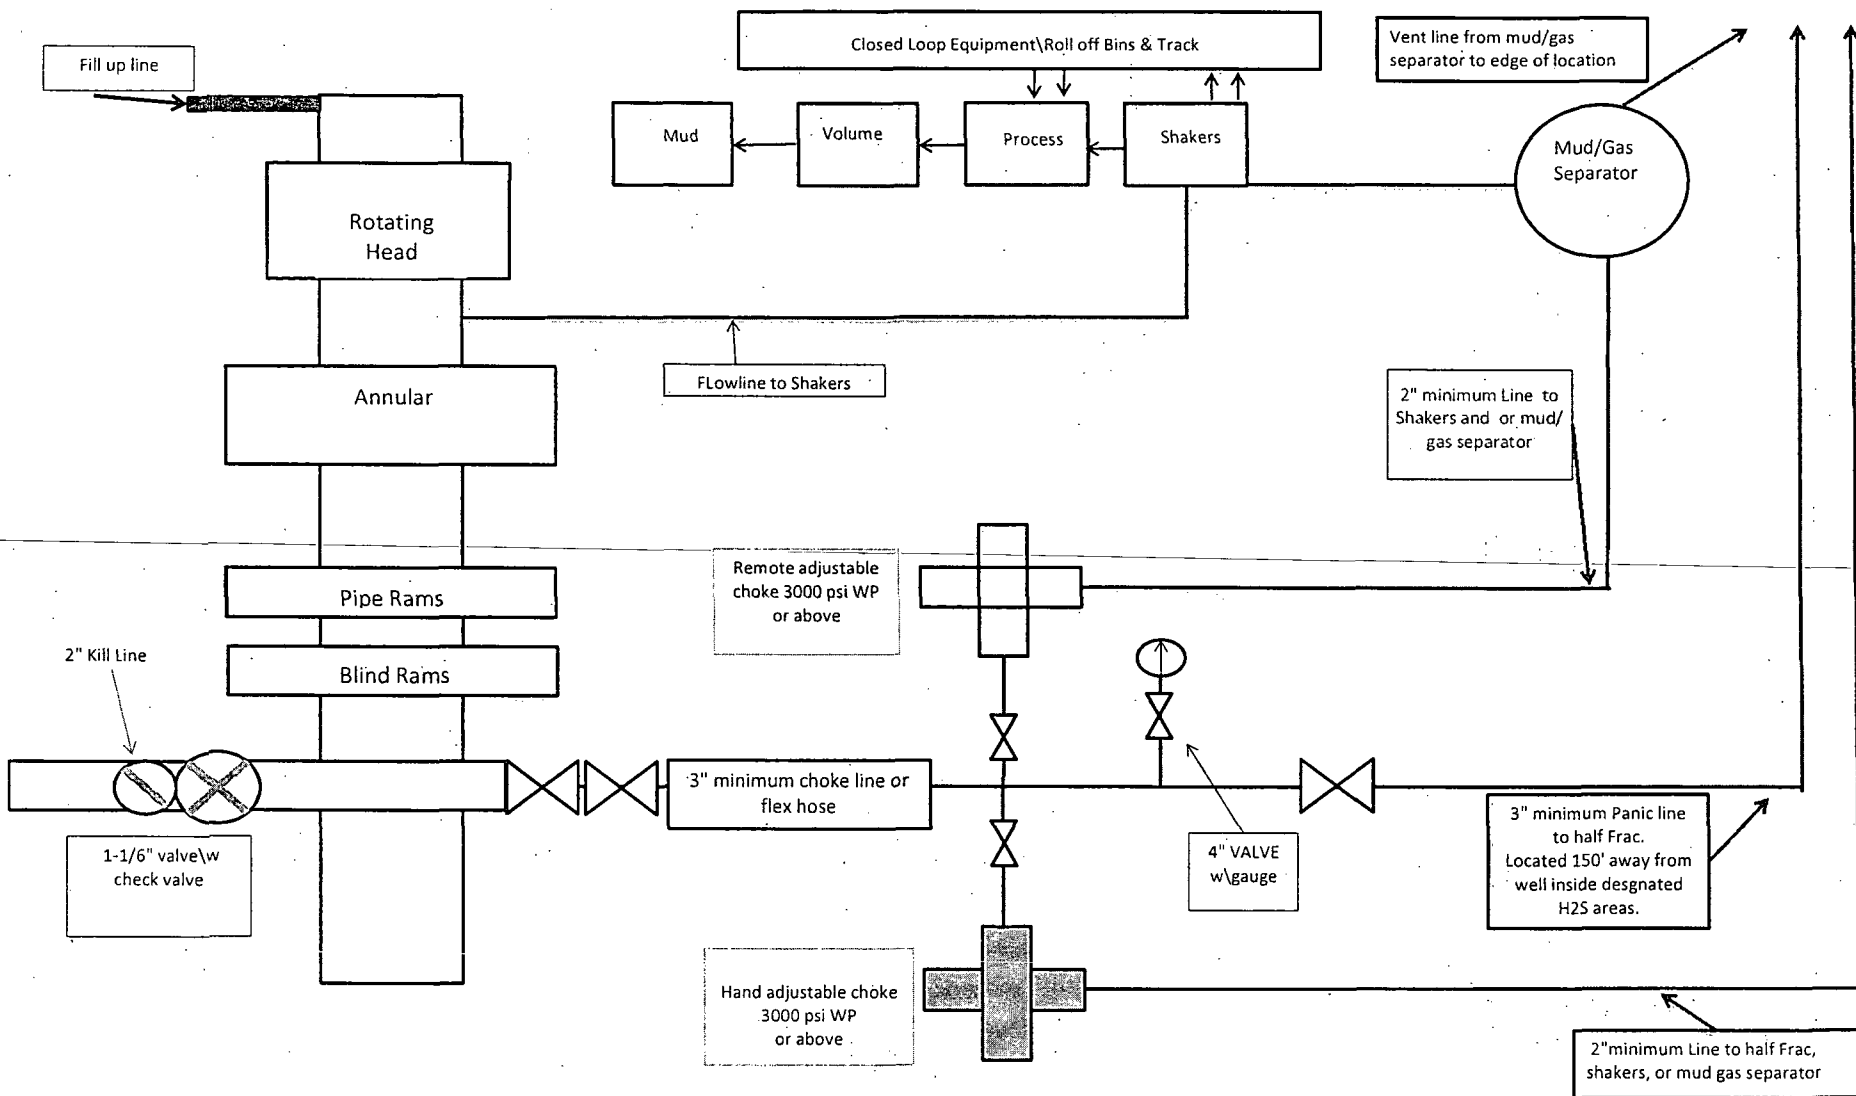 Closed Loop Equipment\Roll off Bins & Track
Vent line from mud/gas
separator to edge of location
Fill up line
Mud
Volume
Process
Shakers
Mud/Gas
Separator
Rotating
Head
FLowline to Shakers
Annular
2" minimum Line to
Shakers and or mud/
gas separator
Remote adjustable
choke 3000 psi WP
or above
Pipe Rams
2" Kill Line
Blind Rams
3" minimum choke line or
flex hose
1-1/6" valve\w
check valve
4" VALVE
w\gauge
3" minimum Panic line
to half Frac.
Located 150' away from
well inside desgnated
H2S areas.
Hand adjustable choke
3000 psi WP
or above
2"minimum Line to half Frac,
shakers, or mud gas separator